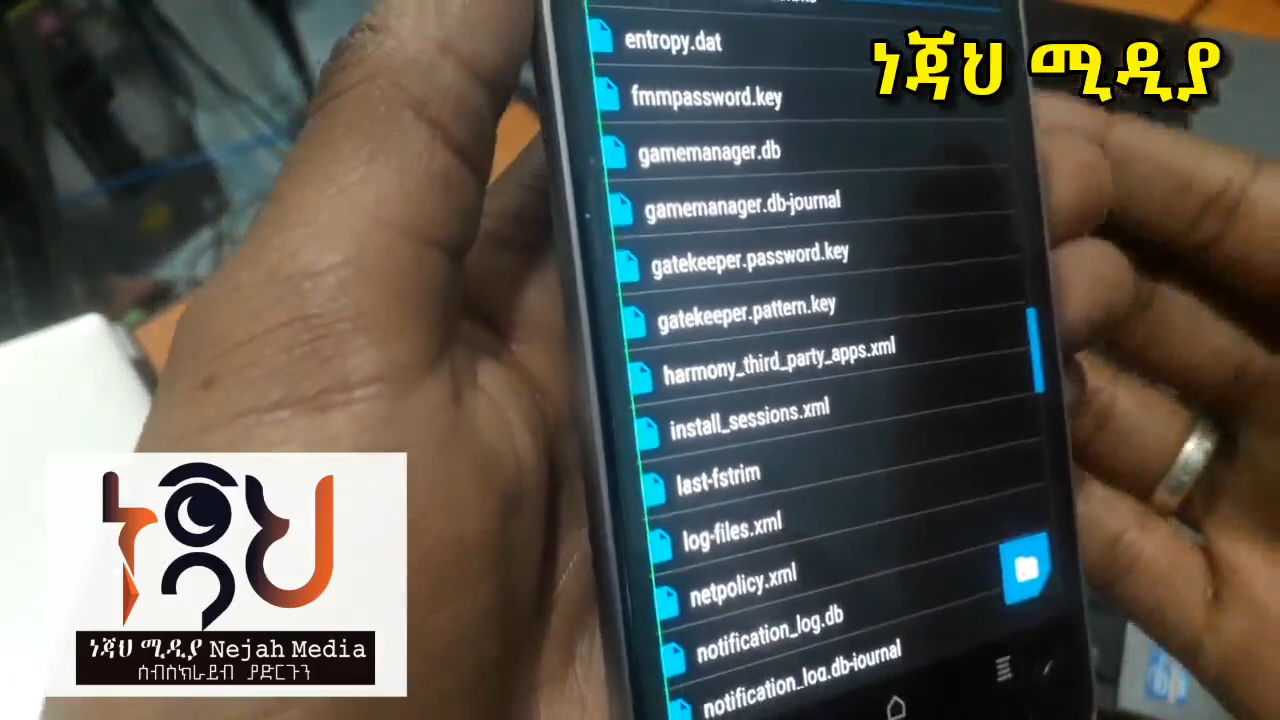 ነጃህ ሚዲያ
entropy.dat
fmmpassword.key
gamemanager.db
gamemanager.db-journal
gatekeeper.password.key
gatekeeper.pattern.key
harmony_third_party_apps.xml
install_sessions.xml
last-fstrim
log-files.xml
netpolicy.xml
notification_log.db
notification_log.db-journal
ነጃህ
ነጃህ ሚዲያ Nejah Media
ሰብስክራይብ ያድርጉን